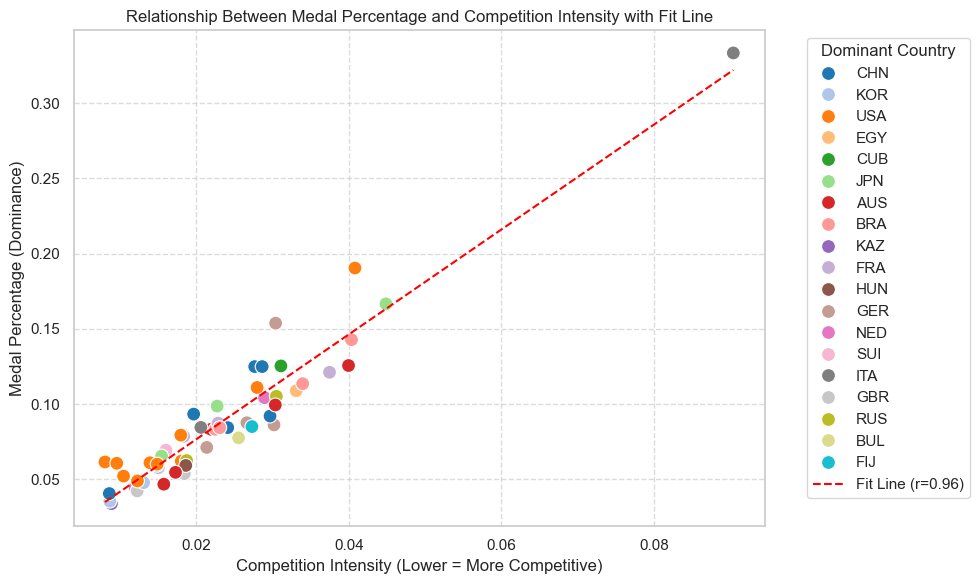 Relationship Between Medal Percentage and Competition Intensity with Fit Line
Medal Percentage (Dominance)
0.30
0.25
0.20
0.15
0.10
0.05
0.02
0.04
0.06
0.08
Competition Intensity (Lower = More Competitive)
Dominant Country
CHN
KOR
USA
EGY
CUB
JPN
AUS
BRA
KAZ
FRA
HUN
GER
NED
SUI
ITA
GBR
RUS
BUL
FIJ
Fit Line (r=0.96)